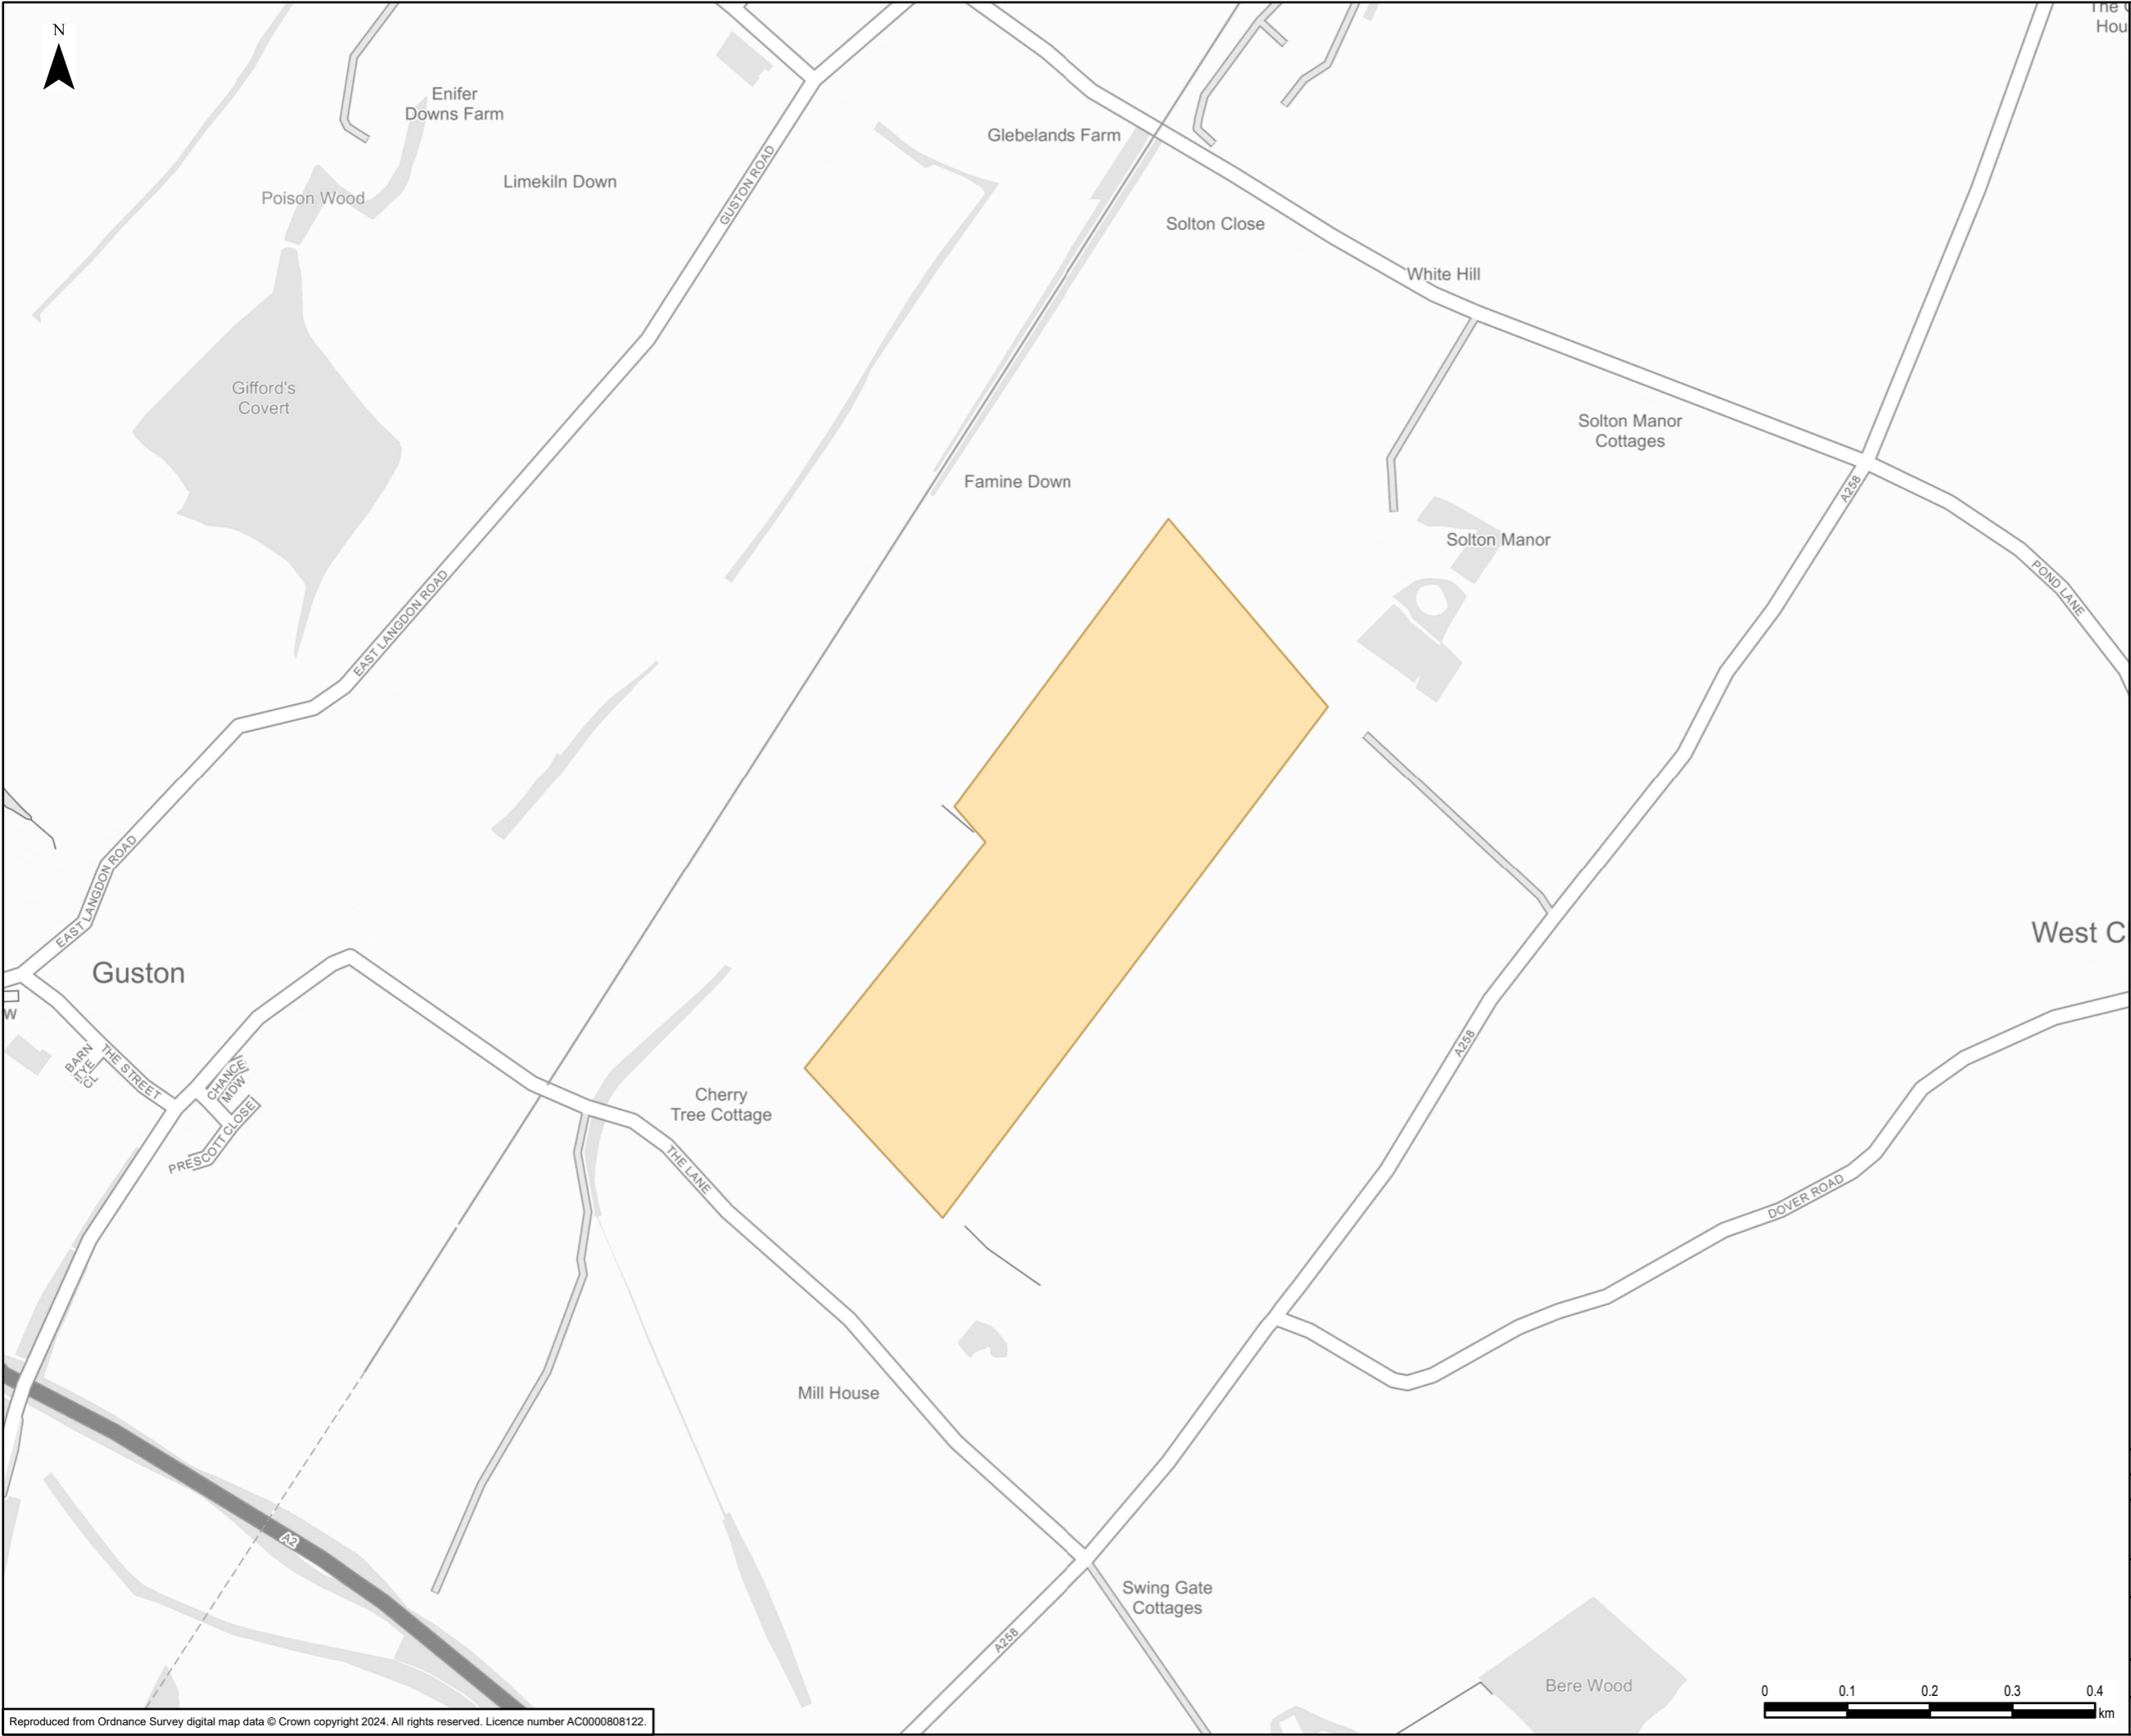 N
The
Hou
Enifer
Downs Farm
Glebelands Farm
GUSTON ROAD
Limekiln Down
Poison Wood
Solton Close
White Hill
Gifford's
Covert
Solton Manor
Cottages
Famine Down
A258
Solton Manor
POND LANE
EAST LANGDON ROAD
EAST LANGDON ROAD
West C
Guston
W
BARN
TYE
CL
THE STREET
CHANCE
MDW
PRESCOTT CLOSE
A258
Cherry
Tree Cottage
THE LANE
DOVER ROAD
Mill House
A2
Swing Gate
Cottages
A258
Bere Wood
0 0.1 0.2 0.3 0.4
km
Reproduced from Ordnance Survey digital map data © Crown copyright 2024. All rights reserved. Licence number AC0000808122.